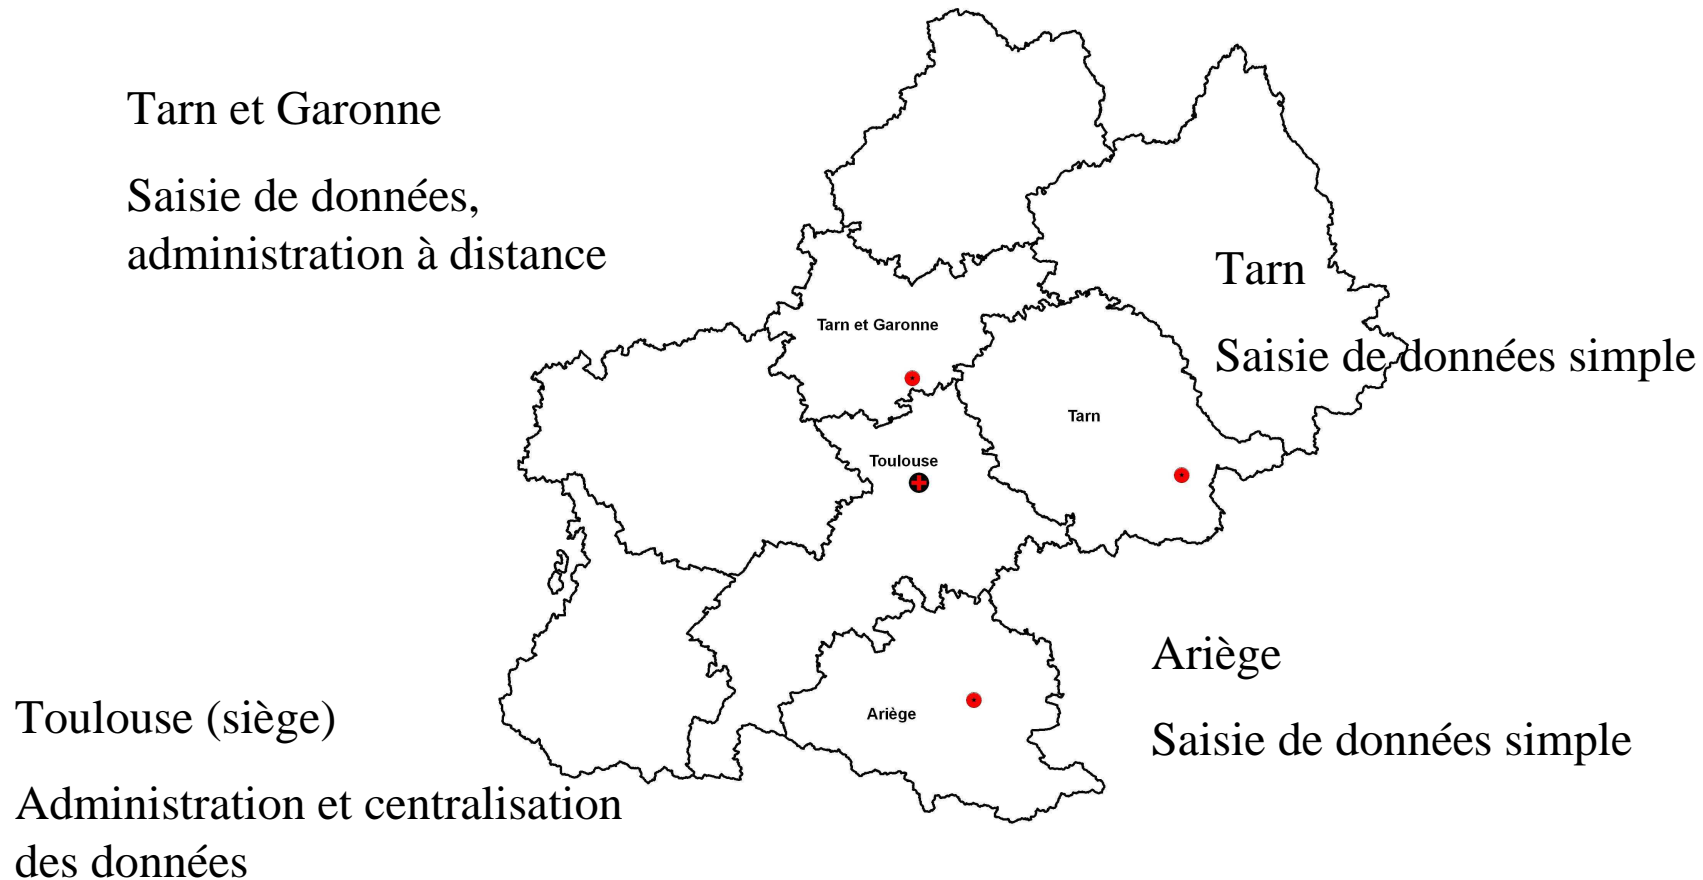 Tarn et Garonne
Saisie de données,
administration à distance
Tarn
Saisie de données simple
Tarn et Garonne
Tarn
Toulouse
Ariège
Ariège
Saisie de données simple
Toulouse (siège)
Administration et centralisation
des données